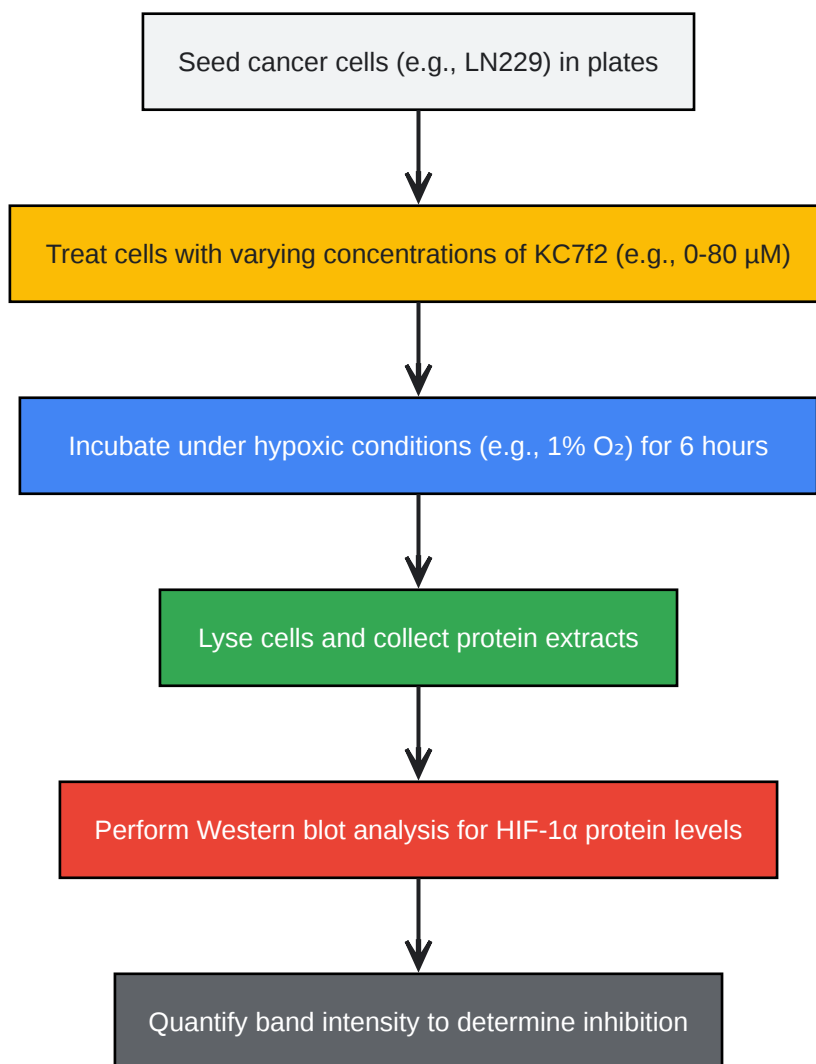 Seed cancer cells (e.g., LN229) in plates
Treat cells with varying concentrations of KC7f2 (e.g., 0-80 µM)
Incubate under hypoxic conditions (e.g., 1% O₂) for 6 hours
Lyse cells and collect protein extracts
Perform Western blot analysis for HIF-1α protein levels
Quantify band intensity to determine inhibition